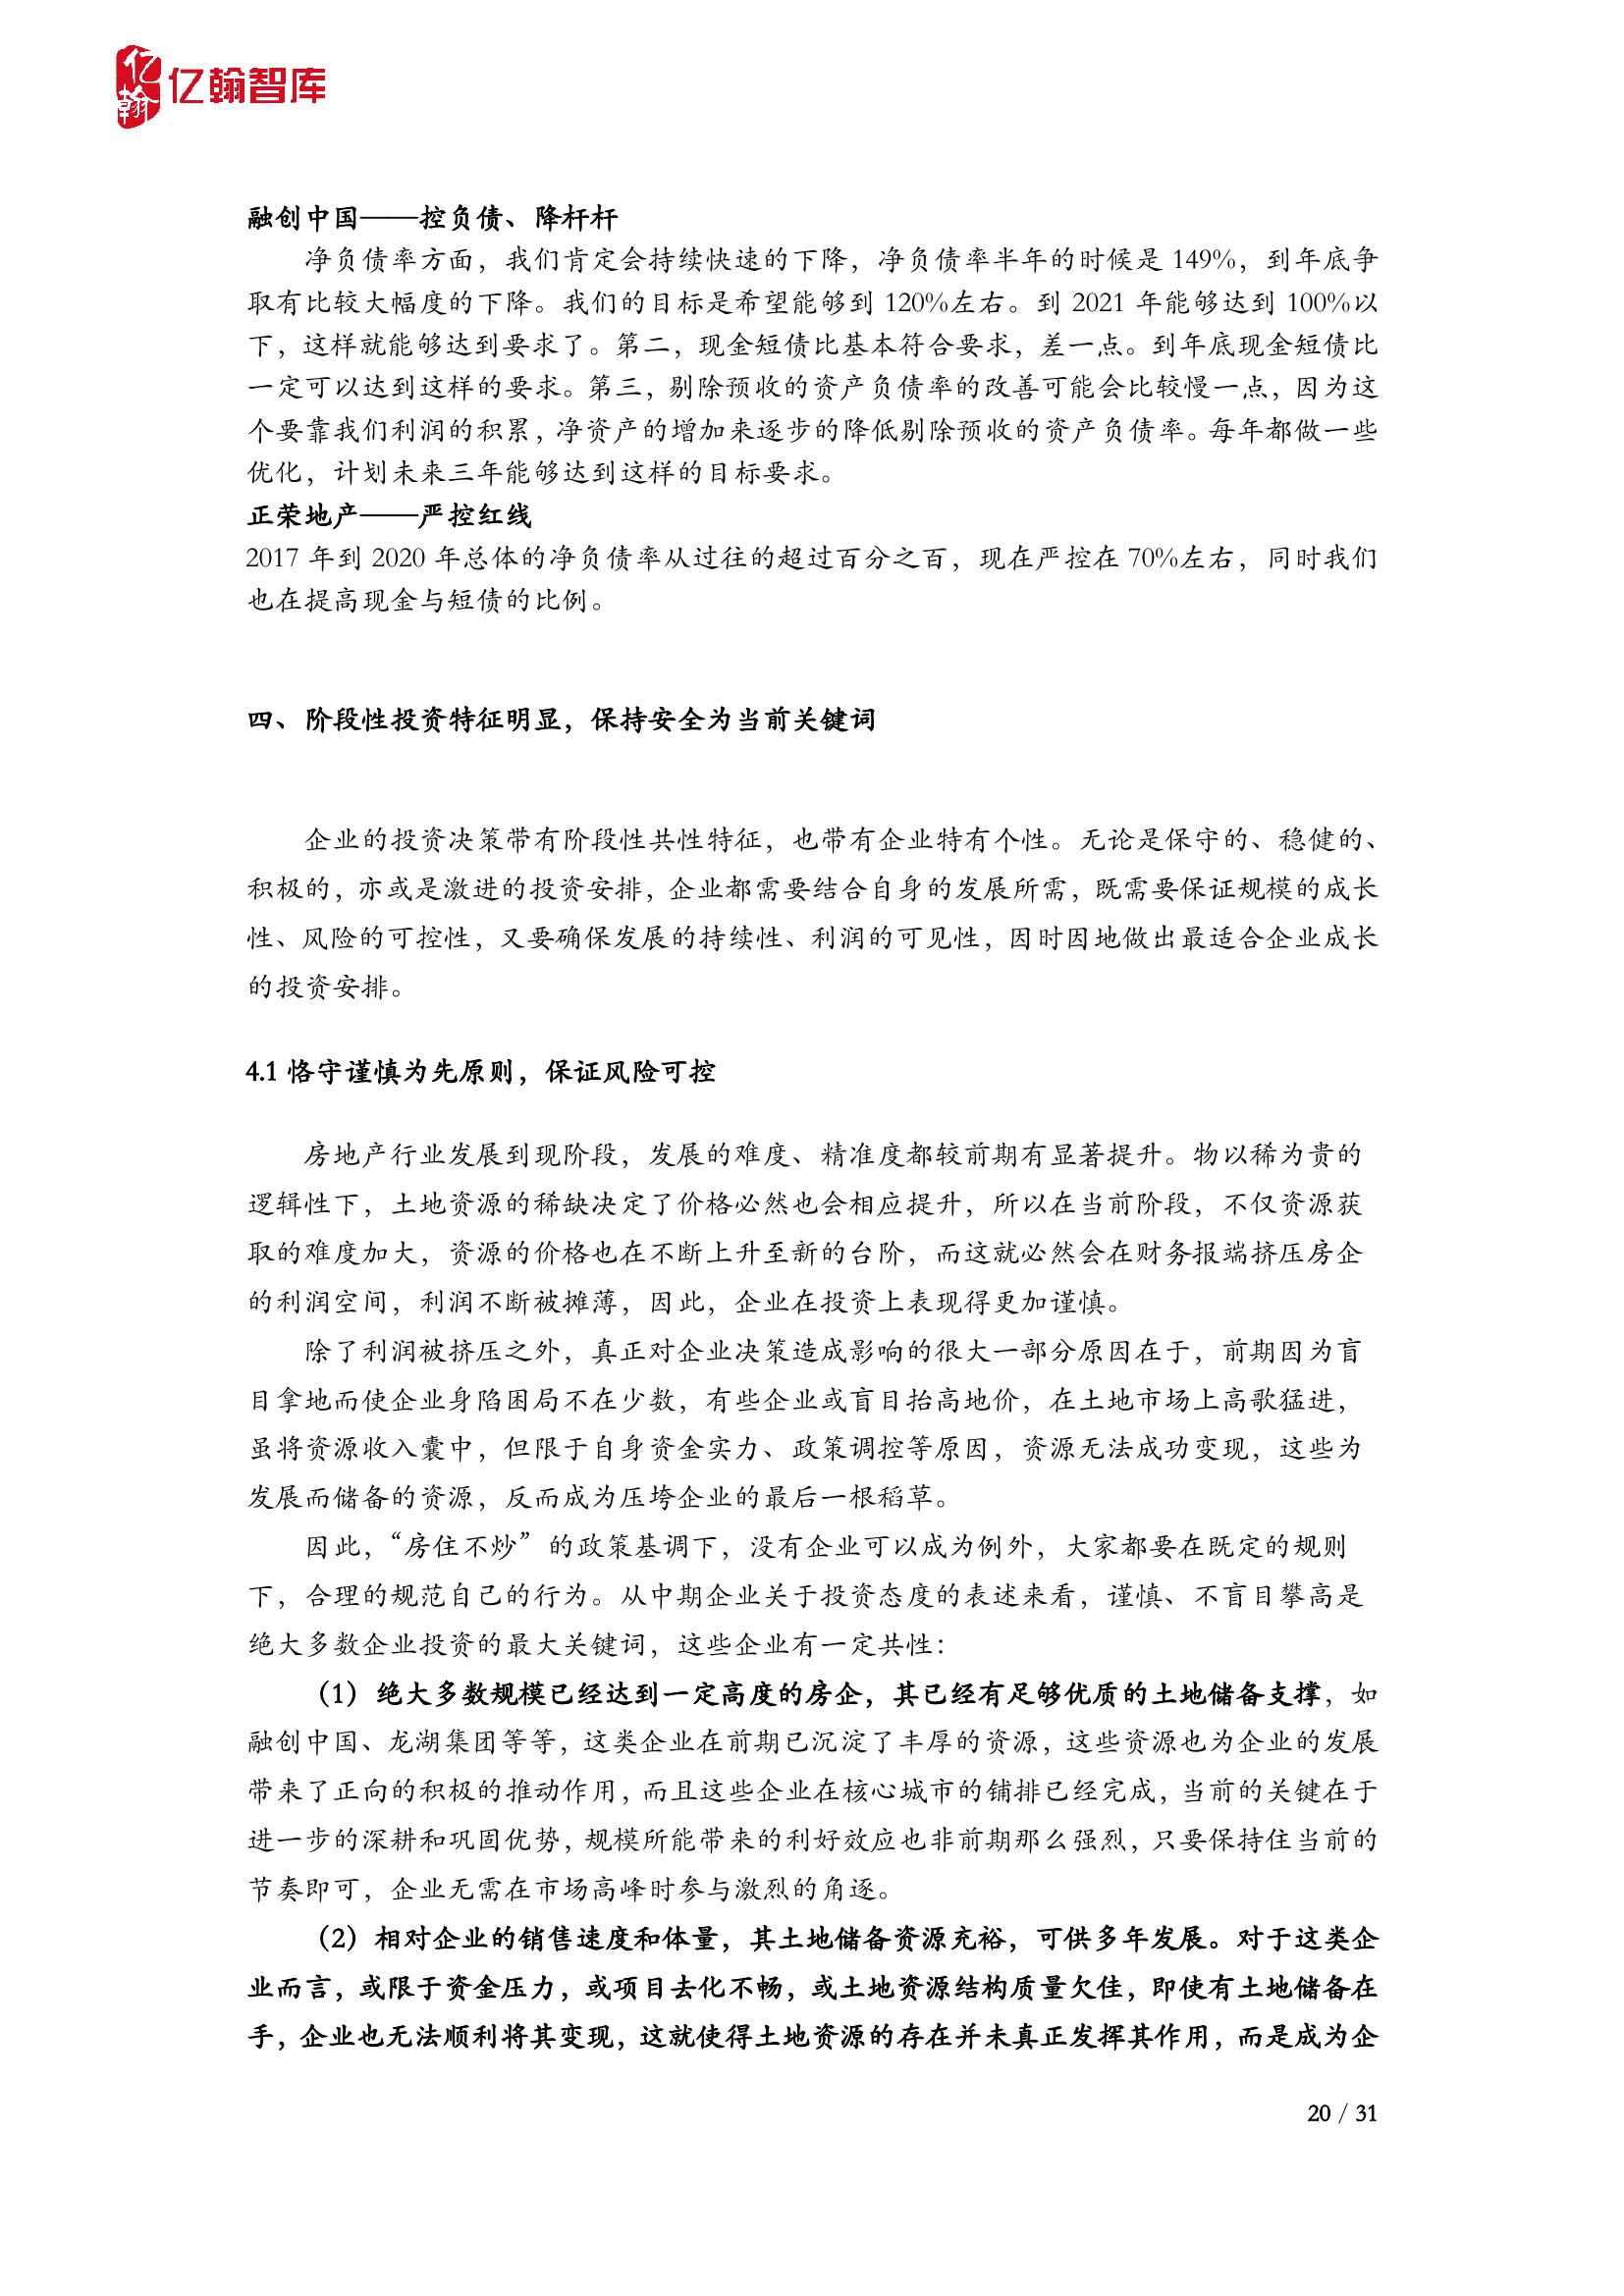 亿翰
亿翰智库
融创中国——控负债、降杆杆
净负债率方面，我们肯定会持续快速的下降，净负债率半年的时候是 149%，到年底争
取有比较大幅度的下降。我们的目标是希望能够到 120%左右。到 2021 年能够达到 100%以
下，这样就能够达到要求了。第二，现金短债比基本符合要求，差一点。到年底现金短债比
一定可以达到这样的要求。第三，剔除预收的资产负债率的改善可能会比较慢一点，因为这
个要靠我们利润的积累，净资产的增加来逐步的降低剔除预收的资产负债率。每年都做一些
优化，计划未来三年能够达到这样的目标要求。
正荣地产——严控红线
2017 年到 2020 年总体的净负债率从过往的超过百分之百，现在严控在 70%左右，同时我们
也在提高现金与短债的比例。
四、阶段性投资特征明显，保持安全为当前关键词
企业的投资决策带有阶段性共性特征，也带有企业特有个性。无论是保守的、稳健的、
积极的，亦或是激进的投资安排，企业都需要结合自身的发展所需，既需要保证规模的成长
性、风险的可控性，又要确保发展的持续性、利润的可见性，因时因地做出最适合企业成长
的投资安排。
4.1 恪守谨慎为先原则，保证风险可控
房地产行业发展到现阶段，发展的难度、精准度都较前期有显著提升。物以稀为贵的
逻辑性下，土地资源的稀缺决定了价格必然也会相应提升，所以在当前阶段，不仅资源获
取的难度加大，资源的价格也在不断上升至新的台阶，而这就必然会在财务报端挤压房企
的利润空间，利润不断被摊薄，因此，企业在投资上表现得更加谨慎。
除了利润被挤压之外，真正对企业决策造成影响的很大一部分原因在于，前期因为盲
目拿地而使企业身陷困局不在少数，有些企业或盲目抬高地价，在土地市场上高歌猛进，
虽将资源收入囊中，但限于自身资金实力、政策调控等原因，资源无法成功变现，这些为
发展而储备的资源，反而成为压垮企业的最后一根稻草。
因此，“房住不炒”的政策基调下，没有企业可以成为例外，大家都要在既定的规则
下，合理的规范自己的行为。从中期企业关于投资态度的表述来看，谨慎、不盲目攀高是
绝大多数企业投资的最大关键词，这些企业有一定共性：
（1）绝大多数规模已经达到一定高度的房企，其已经有足够优质的土地储备支撑，如
融创中国、龙湖集团等等，这类企业在前期已沉淀了丰厚的资源，这些资源也为企业的发展
带来了正向的积极的推动作用，而且这些企业在核心城市的铺排已经完成，当前的关键在于
进一步的深耕和巩固优势，规模所能带来的利好效应也非前期那么强烈，只要保持住当前的
节奏即可，企业无需在市场高峰时参与激烈的角逐。
（2）相对企业的销售速度和体量，其土地储备资源充裕，可供多年发展。对于这类企
业而言，或限于资金压力，或项目去化不畅，或土地资源结构质量欠佳，即使有土地储备在
手，企业也无法顺利将其变现，这就使得土地资源的存在并未真正发挥其作用，而是成为企
20 / 31